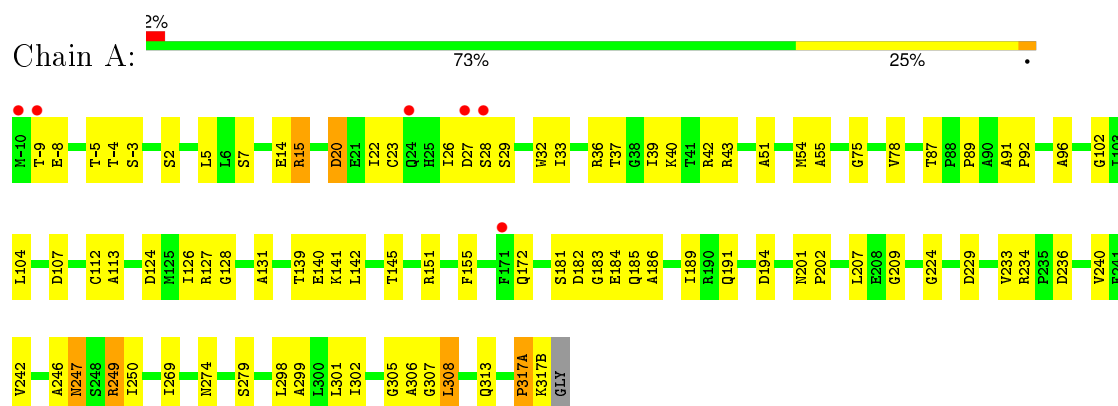 2%
Chain A:
73% 25% •
M-10 T-9 E-8 T-5 T-4 S-3 S2 L5 L6 S7 E14 R15 D20 E21 I22 C23 Q24 H25 I26 D27 S28 S29 W32 I33 R36 T37 G38 I39 K40 T41 R42 R43 A51 M54 A55 G75 V78 T87 P88 P89 A90 A91 P92 A96 G102 I103
L104 D107 C112 A113 D124 M125 I126 R127 G128 A131 T139 E140 K141 L142 T145 R151 F155 F171 Q172 S181 D182 G183 E184 Q185 A186 I189 R190 Q191 D194 N201 P202 L207 E208 G209 G224 D229 V233 R234 P235 D236 V240
V242 A246 N247 S248 R249 I250 I269 N274 S279 L298 A299 L300 L301 I302 G305 A306 G307 L308 Q313 P317A K317B GLY